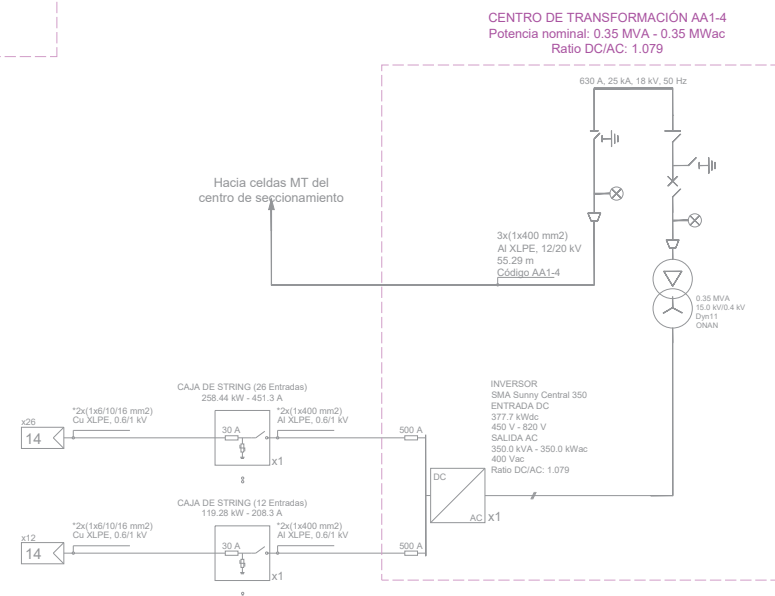 CENTRO DE TRANSFORMACIÓN AA1-4
Potencia nominal: 0.35 MVA - 0.35 MWac
Ratio DC/AC: 1.079
630 A, 25 kA, 18 kV, 50 Hz
Hacia celdas MT del
centro de seccionamiento
3x(1x400 mm2)
Al XLPE, 12/20 kV
55.29 m
Código AA1-4
0.35 MVA
15.0 kV/0.4 kV
Dyn11
ONAN
INVERSOR
SMA Sunny Central 350
ENTRADA DC
377.7 kWdc
450 V - 820 V
SALIDA AC
350.0 kVA - 350.0 kWac
400 Vac
Ratio DC/AC: 1.079
CAJA DE STRING (26 Entradas)
258.44 kW - 451.3 A
x26
14
*2x(1x6/10/16 mm2)
Cu XLPE, 0.6/1 kV
30 A
x1
*2x(1x400 mm2)
Al XLPE, 0.6/1 kV
500 A
DC
AC
x1
CAJA DE STRING (12 Entradas)
119.28 kW - 208.3 A
x12
14
*2x(1x6/10/16 mm2)
Cu XLPE, 0.6/1 kV
30 A
x1
*2x(1x400 mm2)
Al XLPE, 0.6/1 kV
500 A